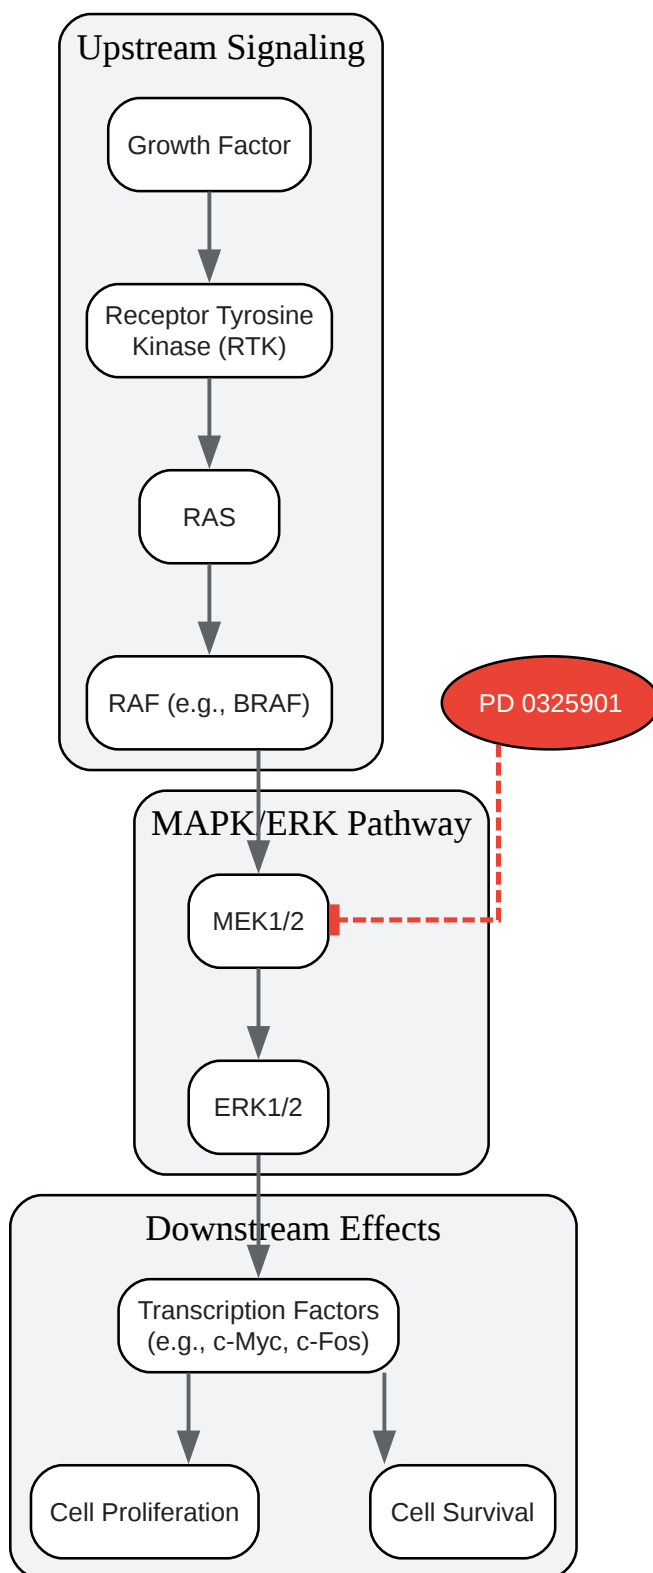 Upstream Signaling
Growth Factor
Receptor Tyrosine
Kinase (RTK)
RAS
RAF (e.g., BRAF)
PD 0325901
MAPK/ERK Pathway
MEK1/2
ERK1/2
Downstream Effects
Transcription Factors
(e.g., c-Myc, c-Fos)
Cell Proliferation
Cell Survival